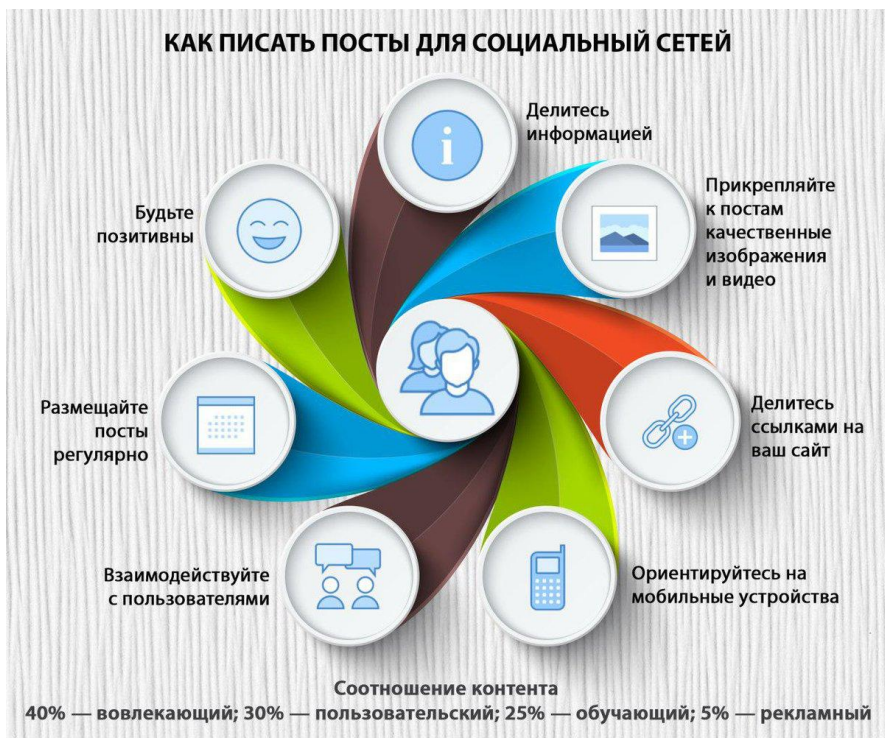 КАК ПИСАТЬ ПОСТЫ ДЛЯ СОЦИАЛЬНЫЙ СЕТЕЙ
Делитесь
информацией
Прикрепляйте
к постам
качественные
изображения
и видео
Делитесь
ссылками на
ваш сайт
Ориентируйтесь на
мобильные устройства
Взаимодействуйте
с пользователями
Размещайте
посты
регулярно
Будьте
позитивны
Соотношение контента
40% — вовлекающий; 30% — пользовательский; 25% — обучающий; 5% — рекламный